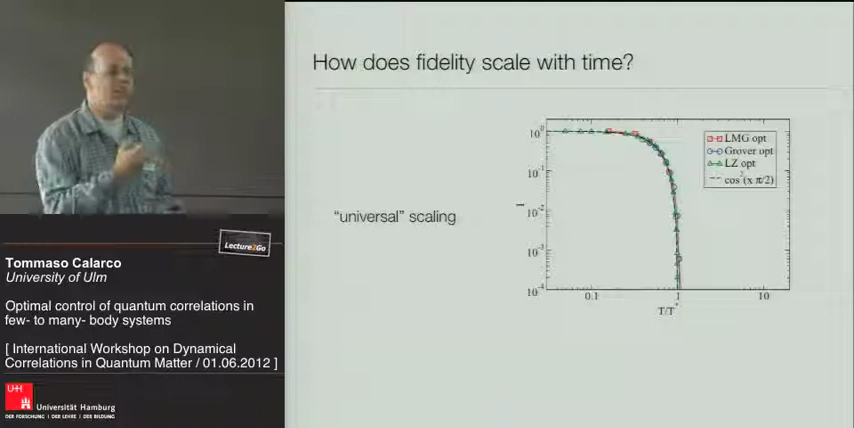 How does fidelity scale with time?
"universal" scaling
10⁰
10⁻¹
10⁻²
10⁻³
10⁻⁴
I
0.1
1
10
T/T*
LMG opt
Grover opt
LZ opt
cos²(x π/2)
Lecture2Go
Tommaso Calarco
University of Ulm
Optimal control of quantum correlations in
few- to many- body systems
[ International Workshop on Dynamical
Correlations in Quantum Matter / 01.06.2012 ]
UH
Universität Hamburg
DER FORSCHUNG | DER LEHRE | DER BILDUNG